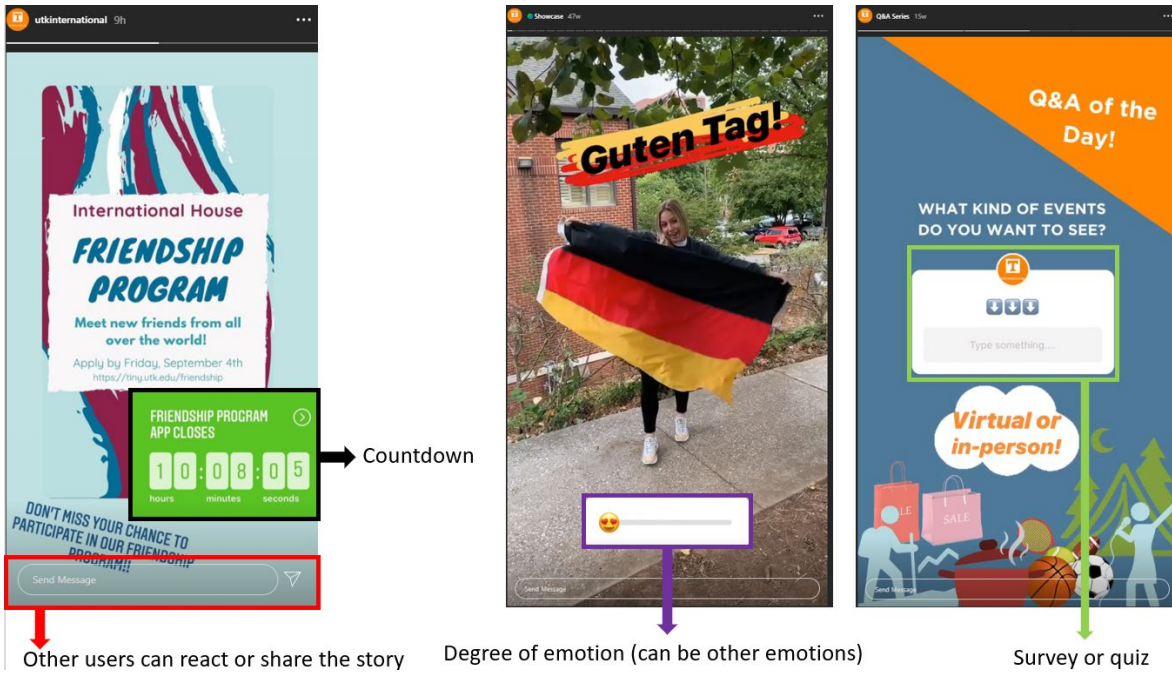 utkinternational 9h
International House
FRIENDSHIP
PROGRAM
Meet new friends from all
over the world!
Apply by Friday, September 4th
https://tiny.utk.edu/friendship
FRIENDSHIP PROGRAM
APP CLOSES
10:08:05
hours minutes seconds
DON'T MISS YOUR CHANCE TO
PARTICIPATE IN OUR FRIENDSHIP
PROGRAM!!
Send Message
Countdown
Other users can react or share the story
Showcase 47w
Guten Tag!
Send Message
Degree of emotion (can be other emotions)
Q&A Series 15w
Q&A of the
Day!
WHAT KIND OF EVENTS
DO YOU WANT TO SEE?
T
Type something...
Virtual or
in-person!
SALE
SALE
Send Message
Survey or quiz